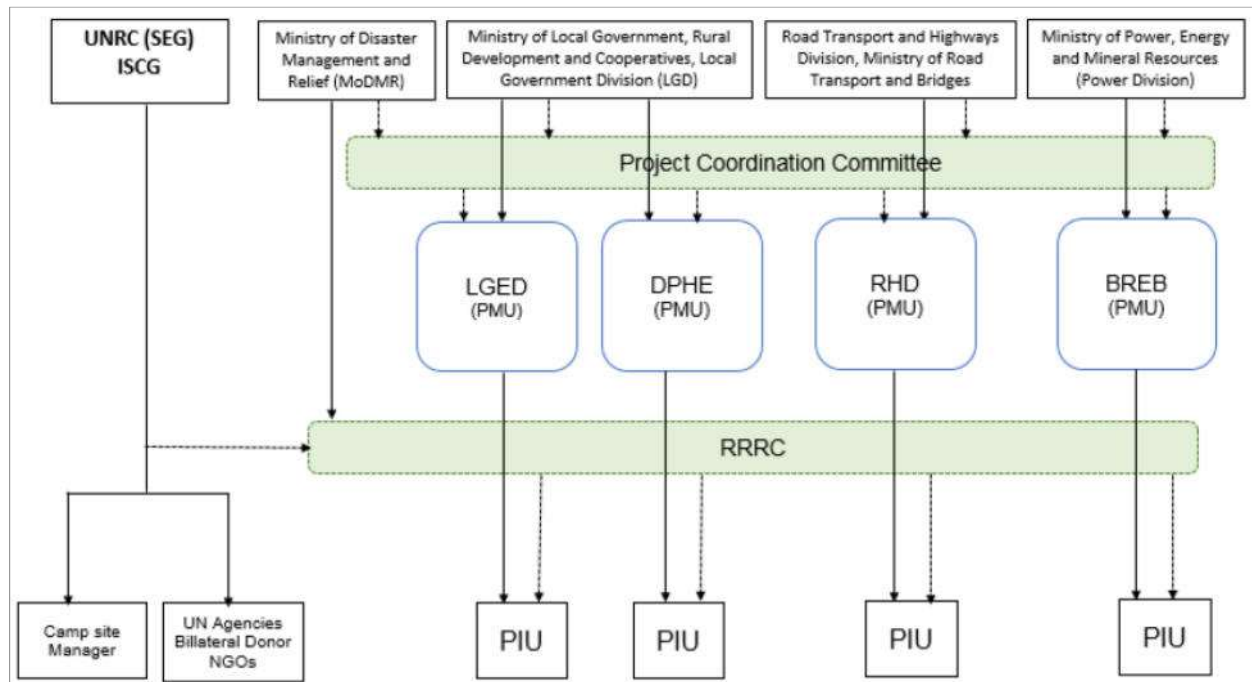 UNRC (SEG)
ISCG
Ministry of Disaster
Management and
Relief (MoDMR)
Ministry of Local Government, Rural
Development and Cooperatives, Local
Government Division (LGD)
Road Transport and Highways
Division, Ministry of Road
Transport and Bridges
Ministry of Power, Energy
and Mineral Resources
(Power Division)
Project Coordination Committee
LGED
(PMU)
DPHE
(PMU)
RHD
(PMU)
BREB
(PMU)
RRRC
Camp site
Manager
UN Agencies
Billateral Donor
NGOs
PIU
PIU
PIU
PIU